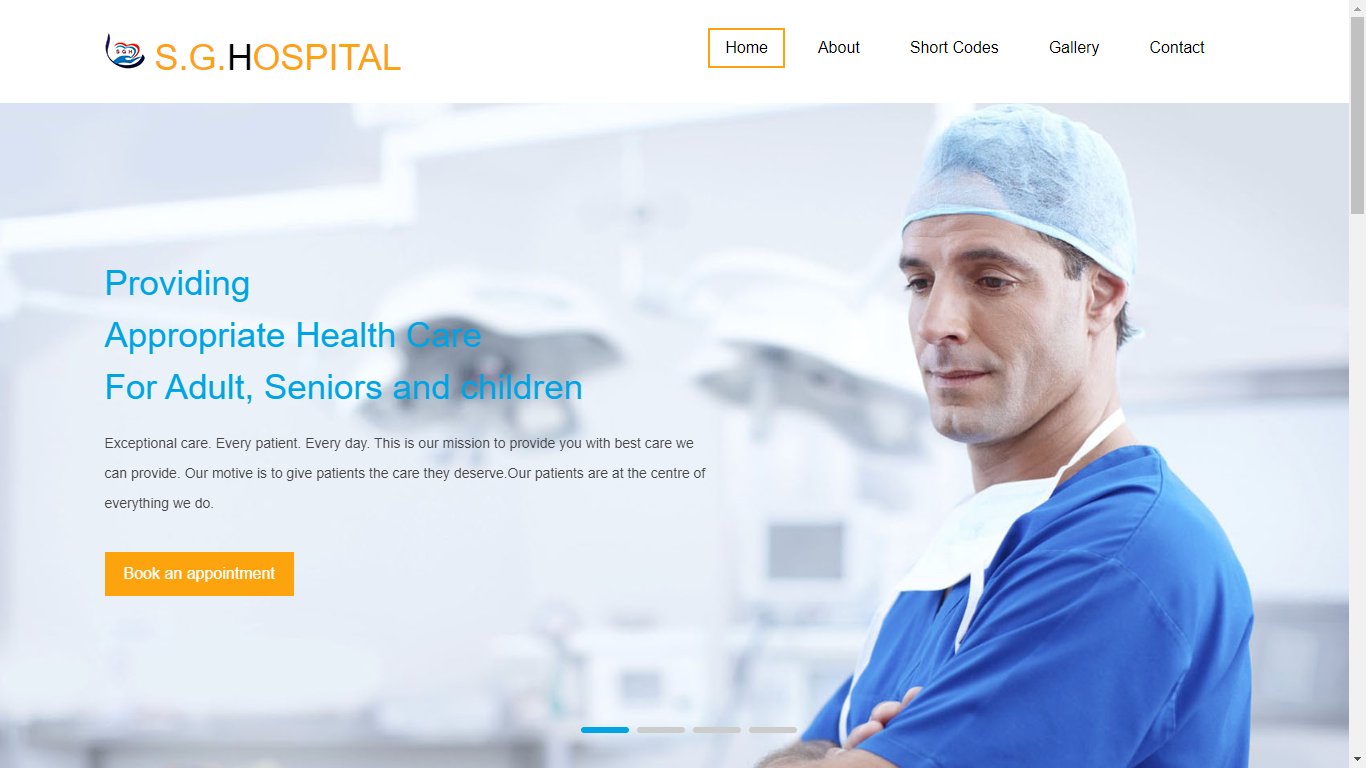 SGH
S.G.HOSPITAL
Home
About
Short Codes
Gallery
Contact
Providing
Appropriate Health Care
For Adult, Seniors and children
Exceptional care. Every patient. Every day. This is our mission to provide you with best care we
can provide. Our motive is to give patients the care they deserve.Our patients are at the centre of
everything we do.
Book an appointment